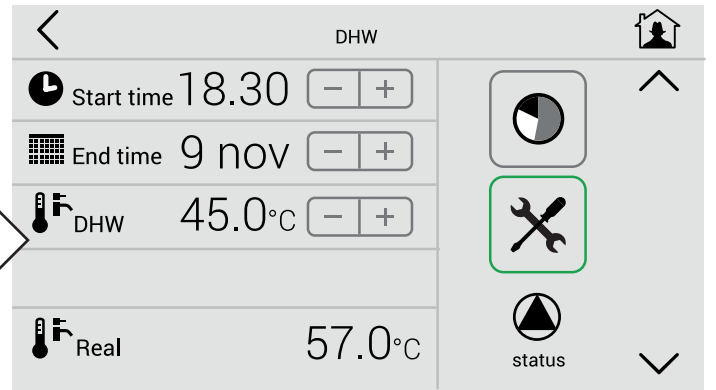 DHW
Start time 18.30 − +
End time 9 nov − +
DHW 45.0°C − +
Real 57.0°C
status